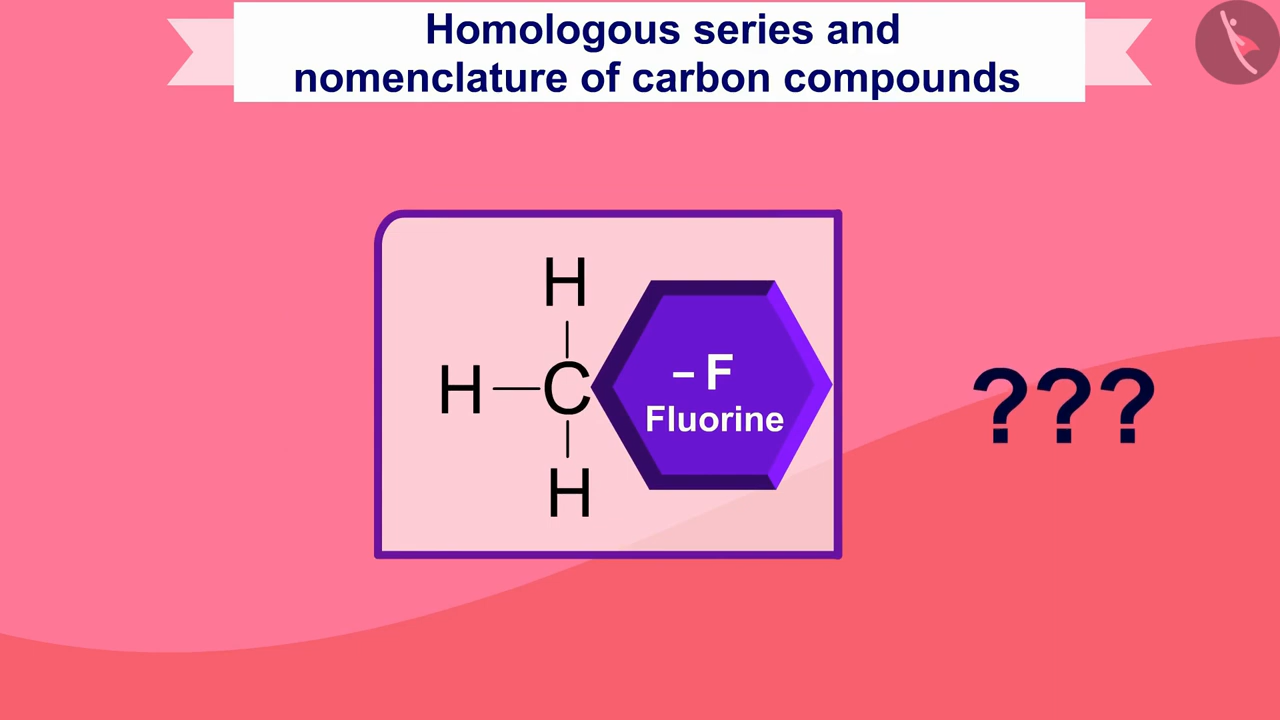 Homologous series and
nomenclature of carbon compounds
H
H—C
– F
Fluorine
H
???